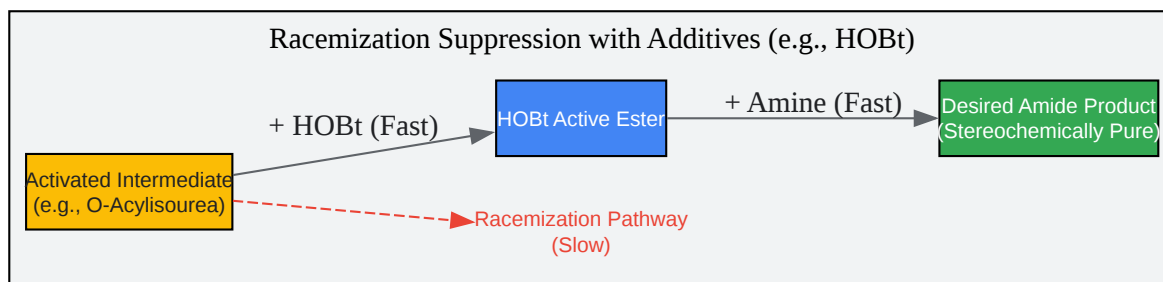 Racemization Suppression with Additives (e.g., HOBt)
+ HOBt (Fast)
HOBt Active Ester
+ Amine (Fast)
Desired Amide Product
(Stereochemically Pure)
Activated Intermediate
(e.g., O-Acylisourea)
Racemization Pathway
(Slow)